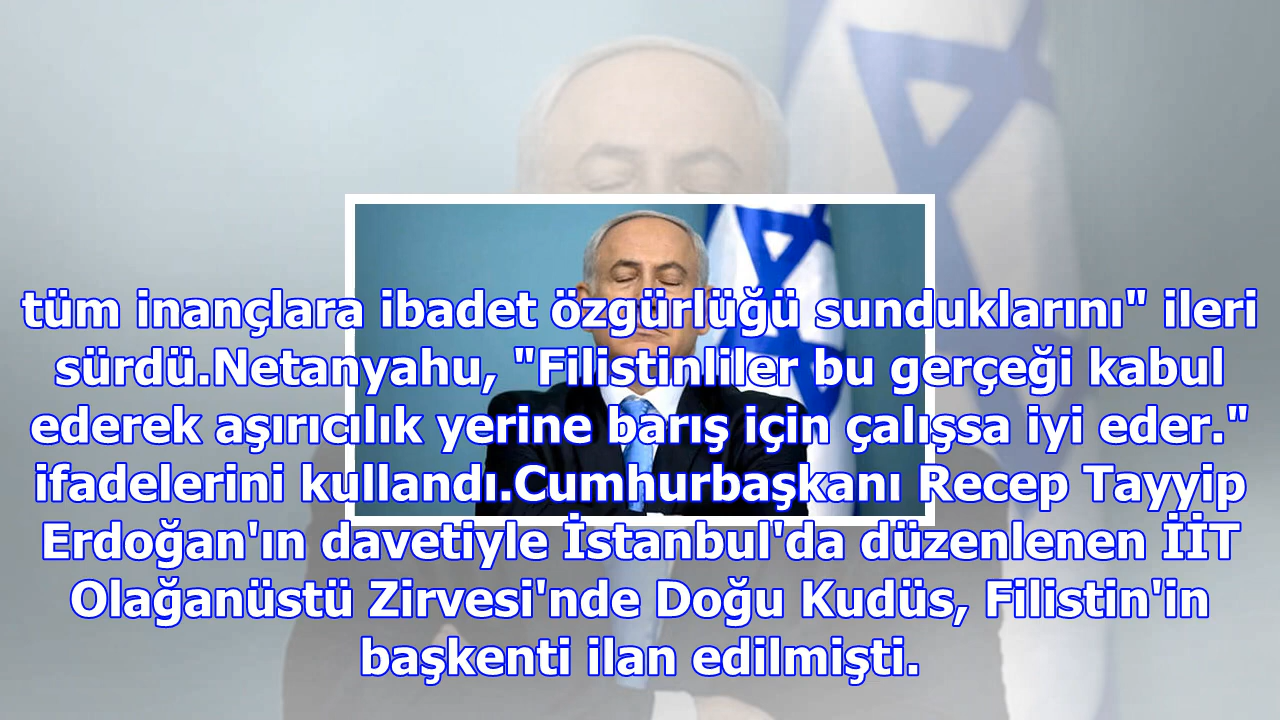 tüm inançlara ibadet özgürlüğü sunduklarını" ileri
sürdü.Netanyahu, "Filistinliler bu gerçeği kabul
ederek aşırıcılık yerine barış için çalışsa iyi eder."
ifadelerini kullandı.Cumhurbaşkanı Recep Tayyip
Erdoğan'ın davetiyle İstanbul'da düzenlenen İİT
Olağanüstü Zirvesi'nde Doğu Kudüs, Filistin'in
başkenti ilan edilmişti.